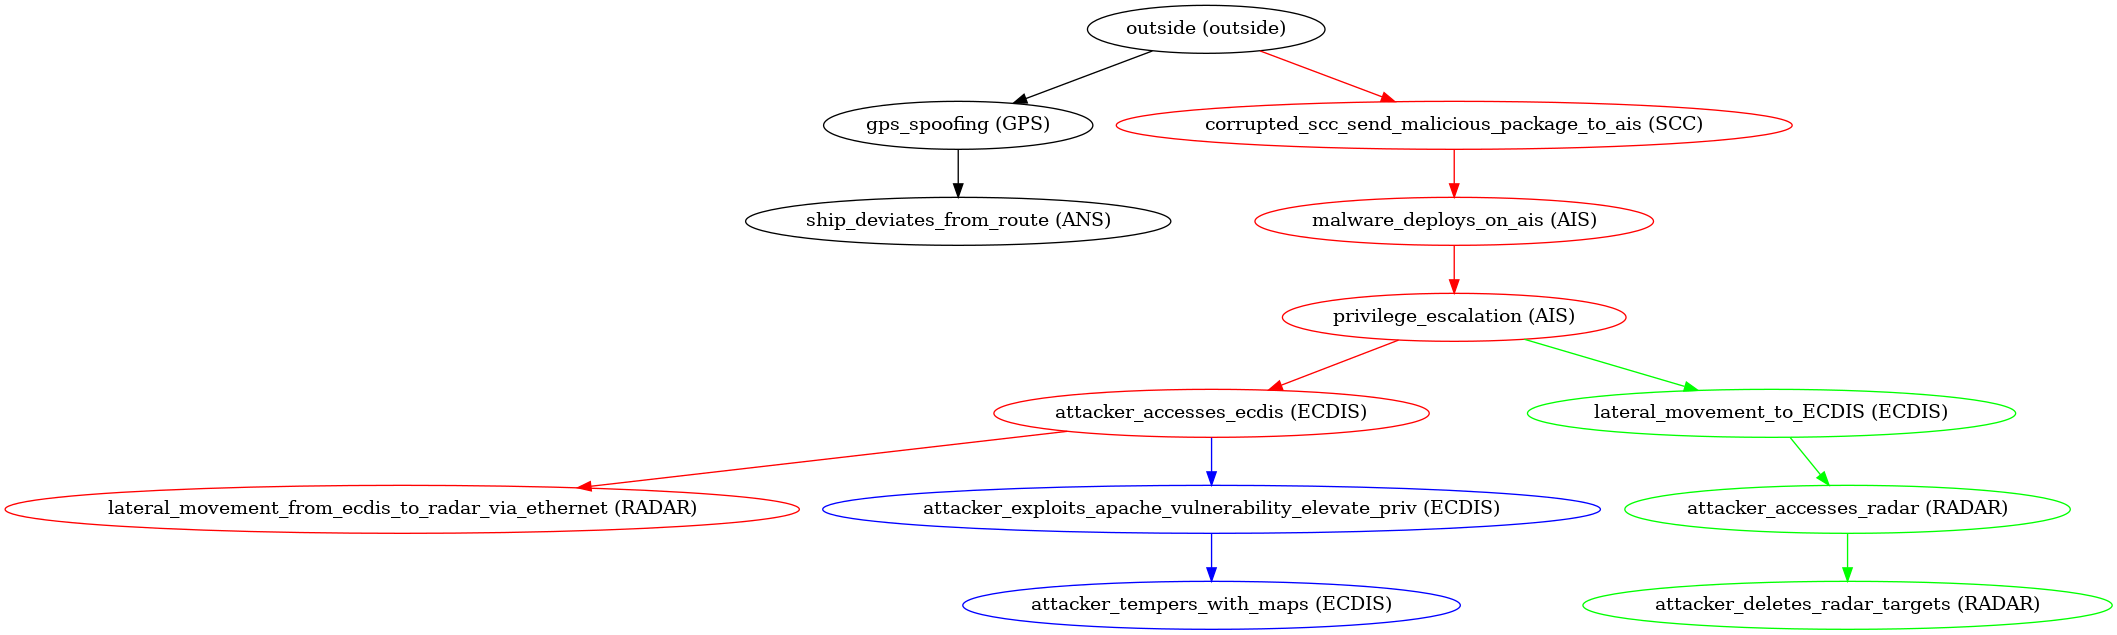 outside (outside)
gps_spoofing (GPS)
corrupted_scc_send_malicious_package_to_ais (SCC)
ship_deviates_from_route (ANS)
malware_deploys_on_ais (AIS)
privilege_escalation (AIS)
attacker_accesses_ecdis (ECDIS)
lateral_movement_to_ECDIS (ECDIS)
lateral_movement_from_ecdis_to_radar_via_ethernet (RADAR)
attacker_exploits_apache_vulnerability_elevate_priv (ECDIS)
attacker_accesses_radar (RADAR)
attacker_tempers_with_maps (ECDIS)
attacker_deletes_radar_targets (RADAR)